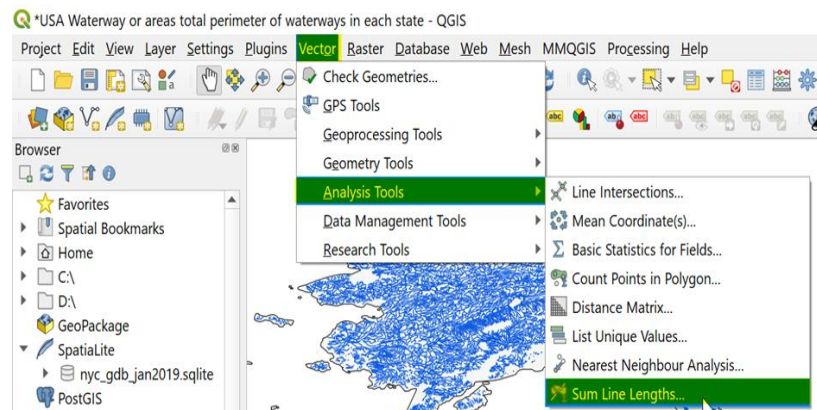 *USA Waterway or areas total perimeter of waterways in each state - QGIS
Project Edit View Layer Settings Plugins Vector Raster Database Web Mesh MMQGIS Processing Help
Check Geometries...
GPS Tools
Geoprocessing Tools
Geometry Tools
Analysis Tools
Data Management Tools
Research Tools
Line Intersections...
Mean Coordinate(s)...
Basic Statistics for Fields...
Count Points in Polygon...
Distance Matrix...
List Unique Values...
Nearest Neighbour Analysis...
Sum Line Lengths...
abc
ab
abc
Browser
Favorites
Spatial Bookmarks
Home
C:\
D:\
GeoPackage
SpatiaLite
nyc_gdb_jan2019.sqlite
PostGIS